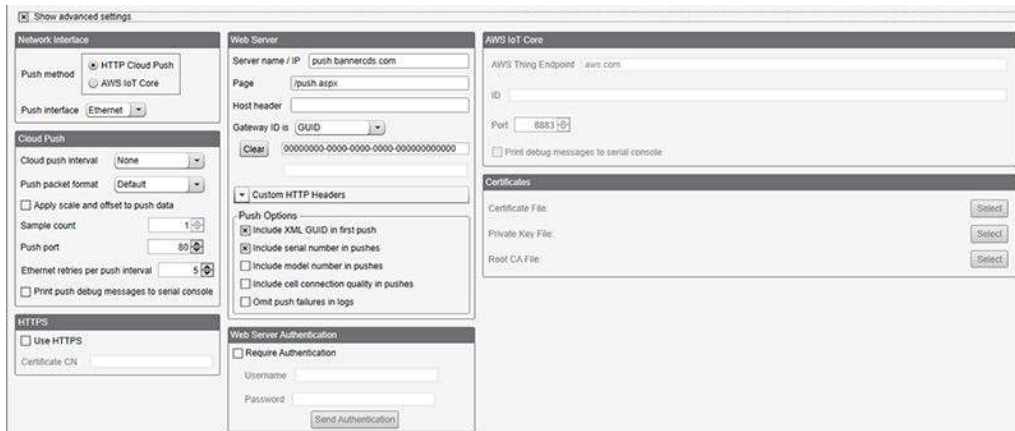 Show advanced settings
Network Interface
Push method
HTTP Cloud Push
AWS IoT Core
Push interface Ethernet
Cloud Push
Cloud push interval None
Push packet format Default
Apply scale and offset to push data
Sample count 1
Push port 80
Ethernet retries per push interval 5
Print push debug messages to serial console
HTTPS
Use HTTPS
Certificate CN
Web Server
Server name / IP push.bannercds.com
Page /push.aspx
Host header
Gateway ID is GUID
Clear 00000000-0000-0000-0000-000000000000
Custom HTTP Headers
Push Options
Include XML GUID in first push
Include serial number in pushes
Include model number in pushes
Include cell connection quality in pushes
Omit push failures in logs
Web Server Authentication
Require Authentication
Username
Password
Send Authentication
AWS IoT Core
AWS Thing Endpoint aws.com
ID
Port 8883
Print debug messages to serial console
Certificates
Certificate File: Select
Private Key File: Select
Root CA File: Select